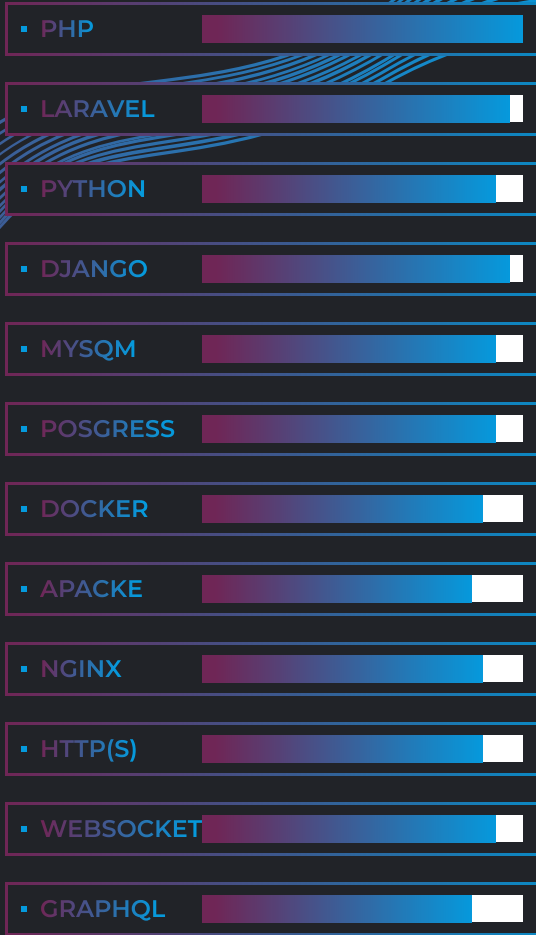 PHP
LARAVEL
PYTHON
DJANGO
MYSQM
POSGRESS
DOCKER
APACKE
NGINX
HTTP(S)
WEBSOCKET
GRAPHQL